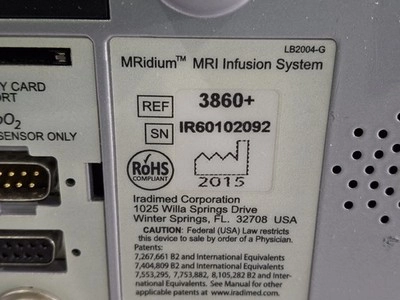 LB2004-G
MRidium™ MRI Infusion System
REF 3860+
SN IR60102092
RoHS
COMPLIANT
2015
Iradimed Corporation
1025 Willa Springs Drive
Winter Springs, FL. 32708 USA
CAUTION: Federal (USA) Law restricts
this device to sale by order of a Physician.
Patents:
7,267,661 B2 and International Equivalents
7,404,809 B2 and International Equivalents
7,553,295, 7,753,882, 8,105,282 B2 and Inter-
national Equivalents. See Manual for other
applicable patents at www.iradimed.com.
Y CARD
ORT
O2
SENSOR ONLY